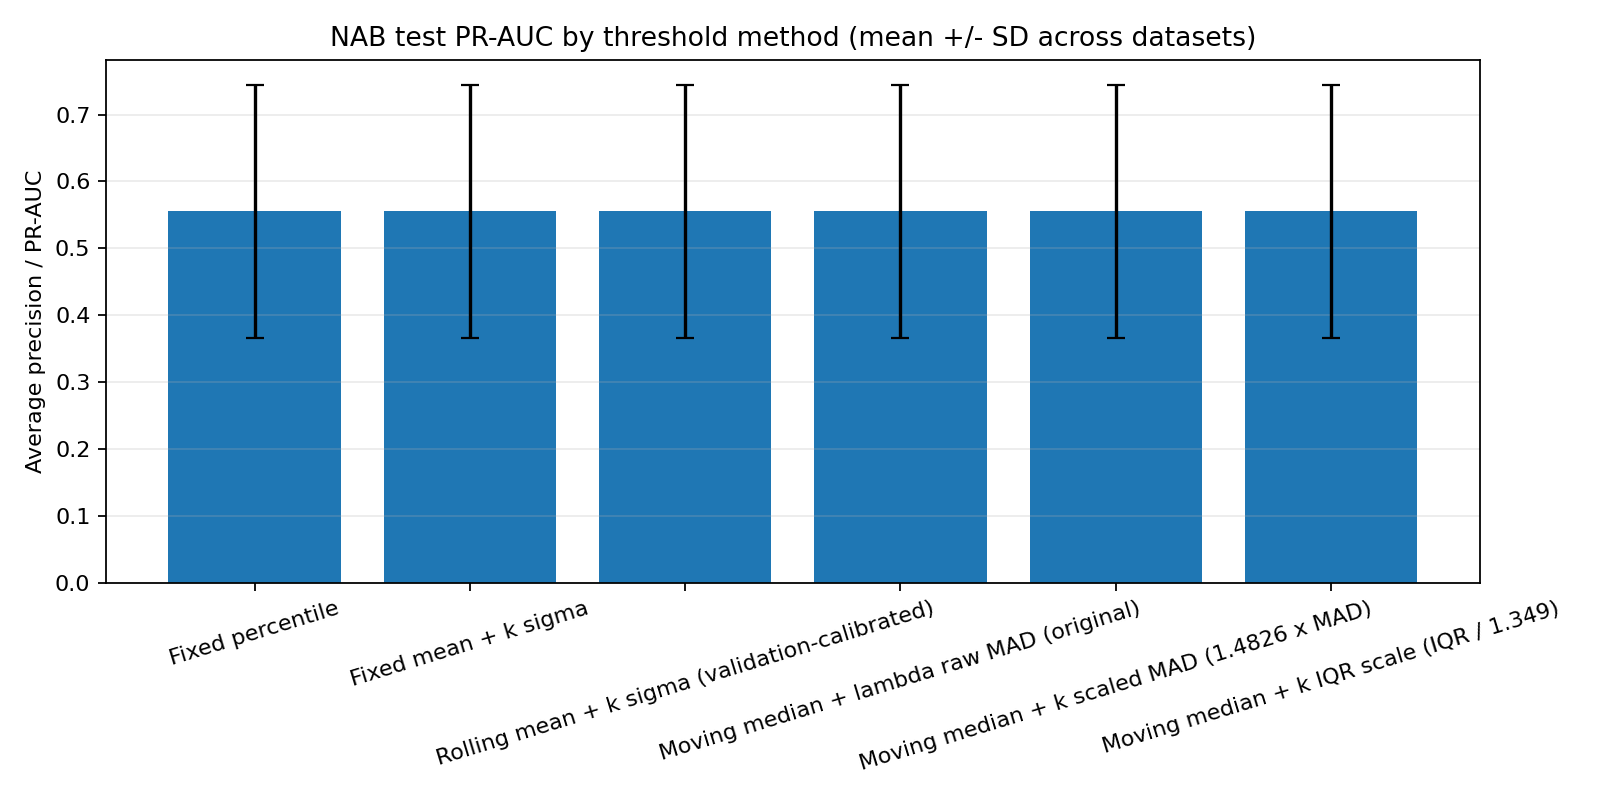 NAB test PR-AUC by threshold method (mean +/- SD across datasets)
Average precision / PR-AUC
0.7
0.6
0.5
0.4
0.3
0.2
0.1
0.0
Fixed percentile
Fixed mean + k sigma
Rolling mean + k sigma (validation-calibrated)
Moving median + lambda raw MAD (original)
Moving median + k scaled MAD (1.4826 x MAD)
Moving median + k IQR scale (IQR / 1.349)